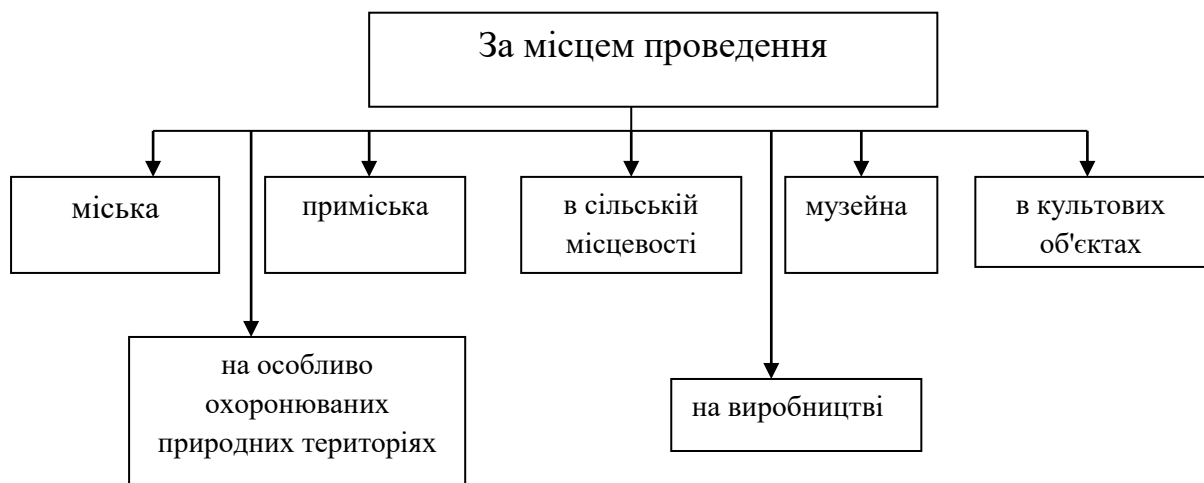 За місцем проведення
міська
приміська
в сільській
місцевості
музейна
в культових
об'єктах
на особливо
охоронюваних
природних територіях
на виробництві